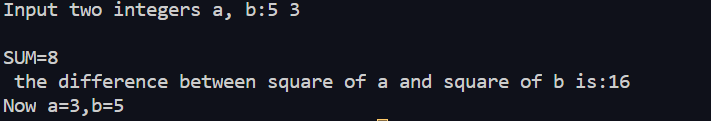 Input two integers a, b:5 3
SUM=8
the difference between square of a and square of b is:16
Now a=3,b=5